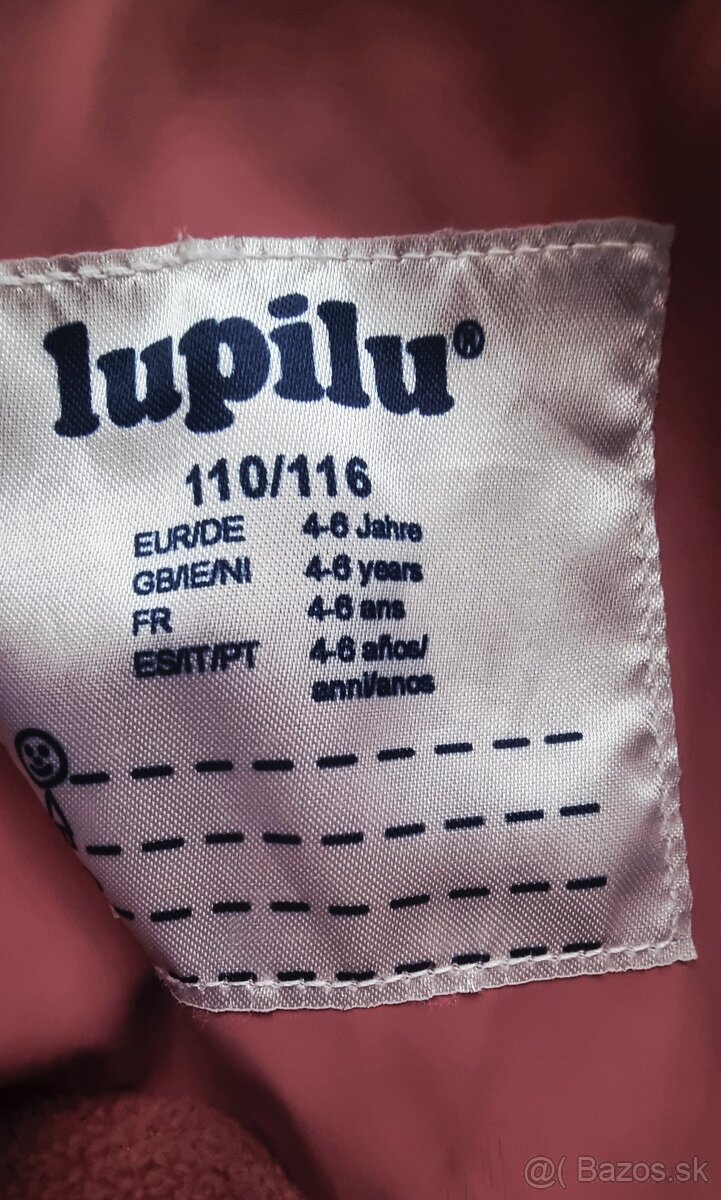 lupilu®
110/116
EUR/DE 4-6 Jahre
GB/IE/NI 4-6 years
FR 4-6 ans
ES/IT/PT 4-6 años/
anni/anos
@( Bazos.sk